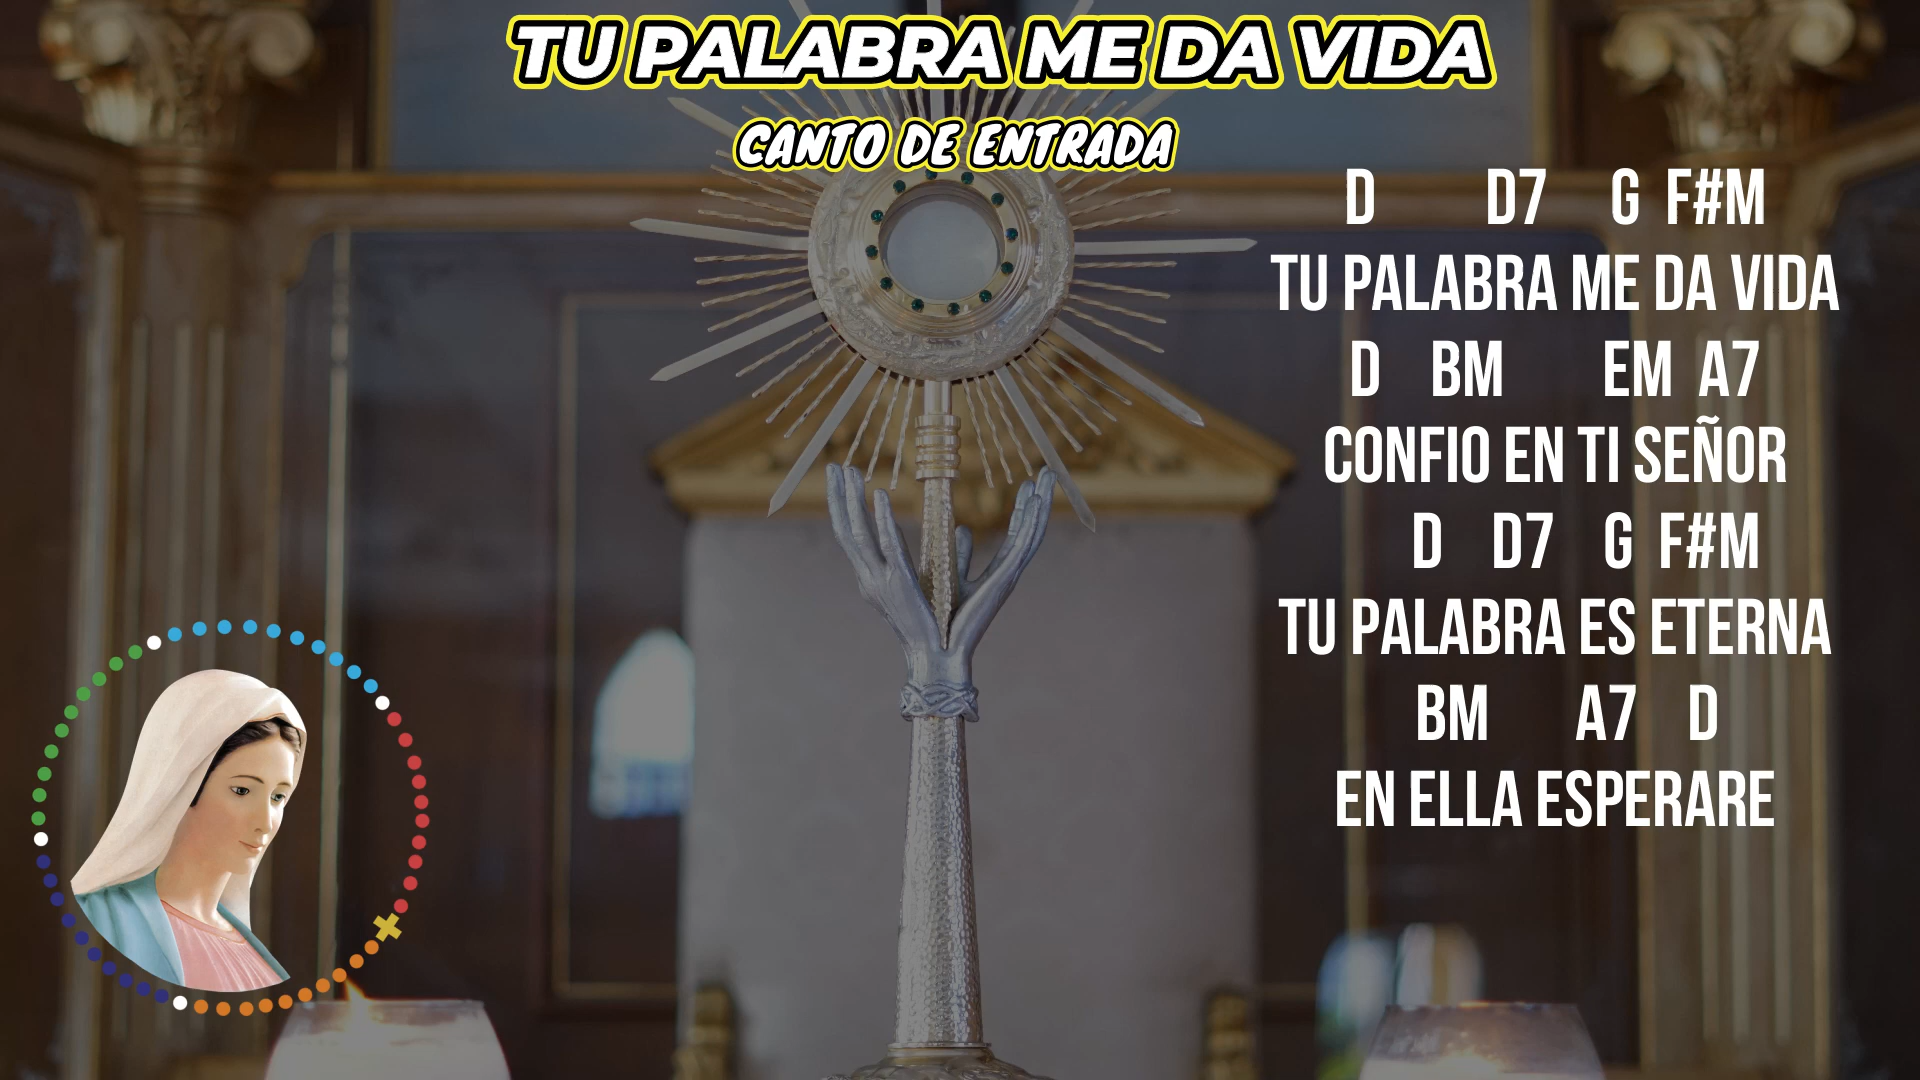 TU PALABRA ME DA VIDA
CANTO DE ENTRADA
D D7 G F#M
TU PALABRA ME DA VIDA
D BM EM A7
CONFIO EN TI SEÑOR
D D7 G F#M
TU PALABRA ES ETERNA
BM A7 D
EN ELLA ESPERARE